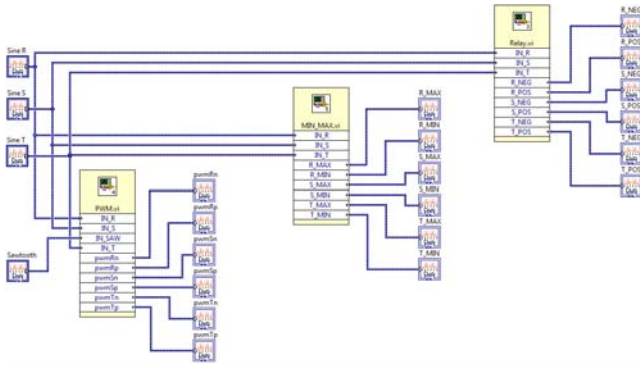 Sine R
Sine S
Sine T
Sawtooth
PWM.vi
IN_R
IN_S
IN_SAW
IN_T
pwmRn
pwmRp
pwmSn
pwmSp
pwmTn
pwmTp
pwmRn
pwmRp
pwmSn
pwmSp
pwmTn
pwmTp
MIN_MAX.vi
IN_R
IN_S
IN_T
R_MAX
R_MIN
S_MAX
S_MIN
T_MAX
T_MIN
R_MAX
R_MIN
S_MAX
S_MIN
T_MAX
T_MIN
Relay.vi
IN_R
IN_S
IN_T
R_NEG
R_POS
S_NEG
S_POS
T_NEG
T_POS
R_NEG
R_POS
S_NEG
S_POS
T_NEG
T_POS